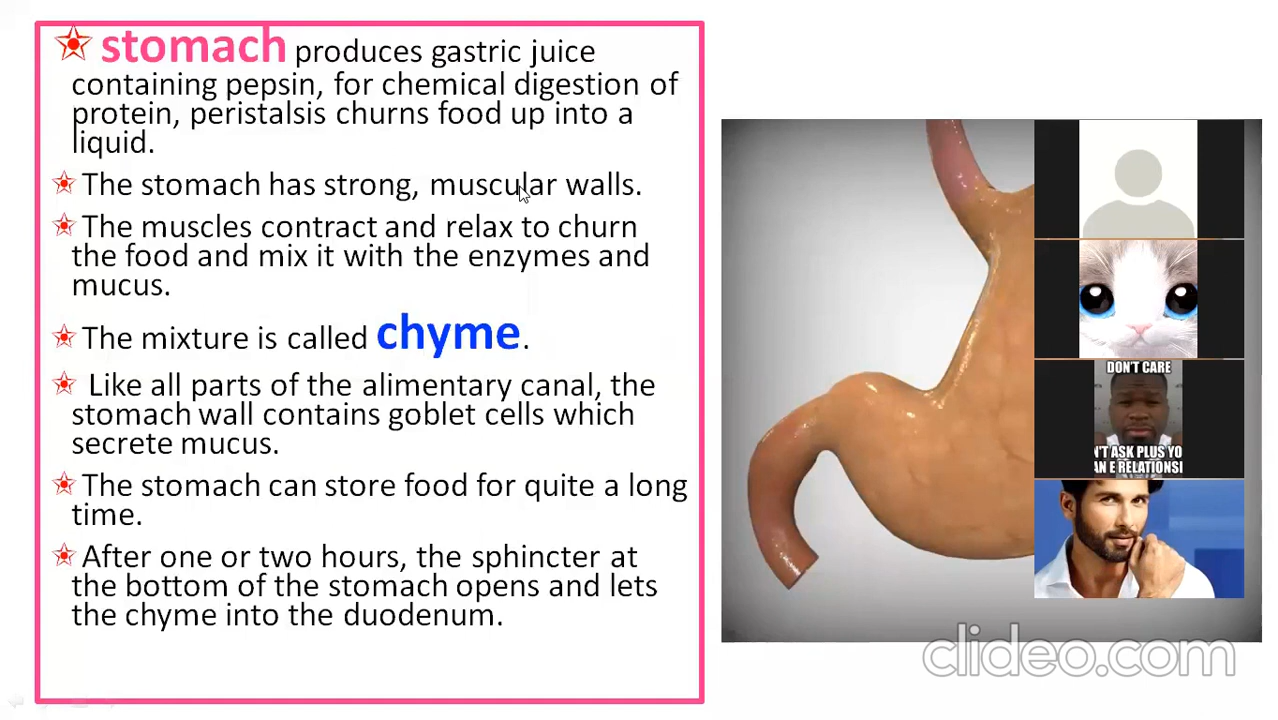 stomach produces gastric juice
containing pepsin, for chemical digestion of
protein, peristalsis churns food up into a
liquid.
The stomach has strong, muscular walls.
The muscles contract and relax to churn
the food and mix it with the enzymes and
mucus.
The mixture is called chyme.
Like all parts of the alimentary canal, the
stomach wall contains goblet cells which
secrete mucus.
The stomach can store food for quite a long
time.
After one or two hours, the sphincter at
the bottom of the stomach opens and lets
the chyme into the duodenum.
DON'T CARE
N'T ASK PLUS YO
AN E RELATIONSI
clideo.com